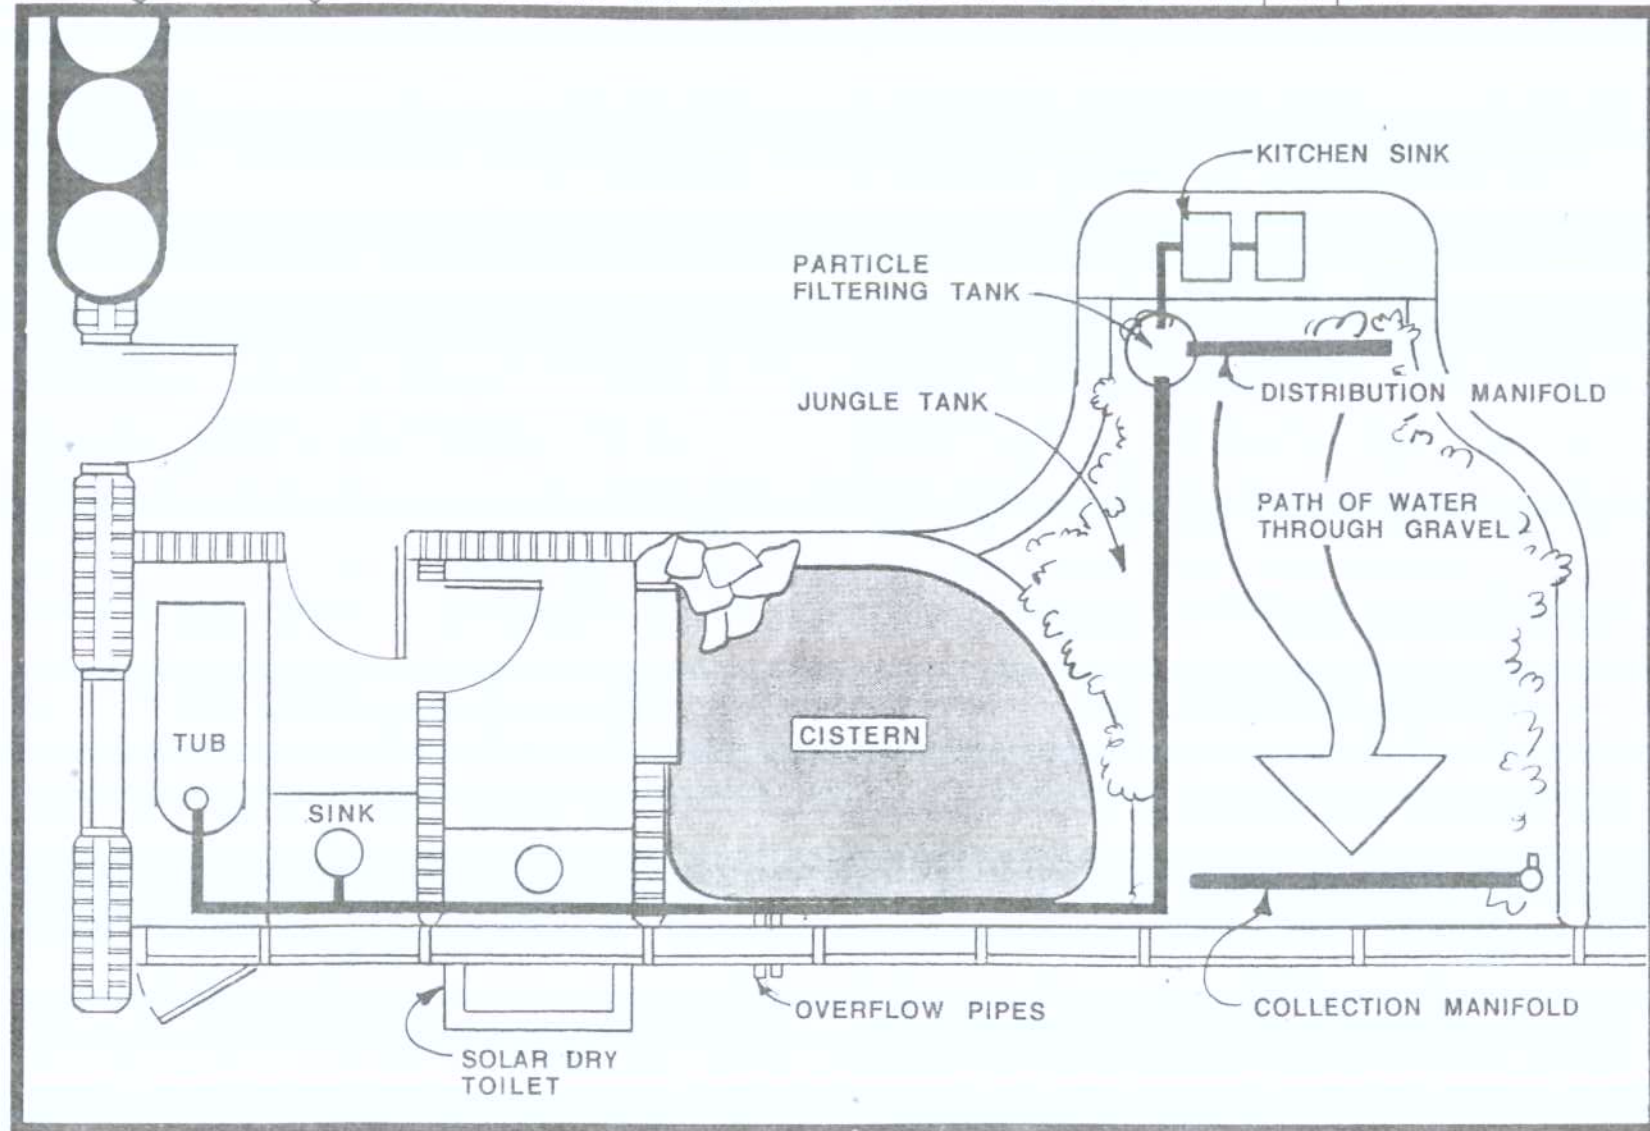 KITCHEN SINK
PARTICLE
FILTERING TANK
DISTRIBUTION MANIFOLD
JUNGLE TANK
PATH OF WATER
THROUGH GRAVEL
CISTERN
TUB
SINK
OVERFLOW PIPES
COLLECTION MANIFOLD
SOLAR DRY
TOILET